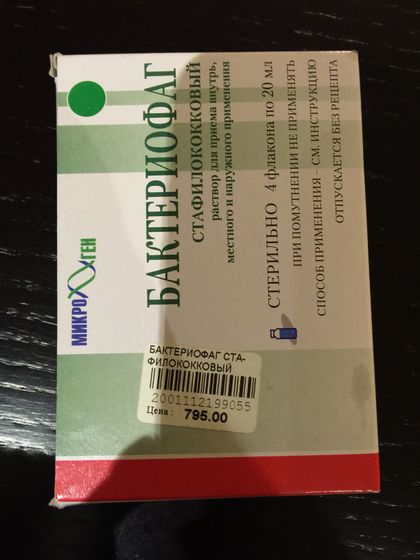 МИКРОГЕН
БАКТЕРИОФАГ
СТАФИЛОКОККОВЫЙ
раствор для приема внутрь,
местного и наружного применения
СТЕРИЛЬНО 4 флакона по 20 мл
ПРИ ПОМУТНЕНИИ НЕ ПРИМЕНЯТЬ
СПОСОБ ПРИМЕНЕНИЯ – СМ. ИНСТРУКЦИЮ
ОТПУСКАЕТСЯ БЕЗ РЕЦЕПТА
БАКТЕРИОФАГ СТА-
ФИЛОКОККОВЫЙ
2001112199055
Цена: 795.00